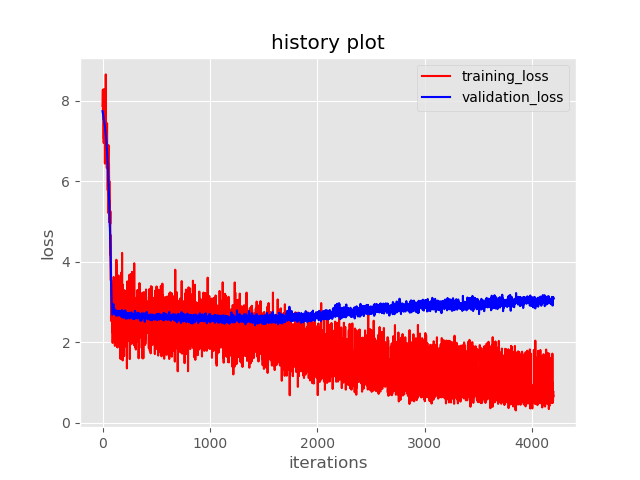 history plot
training_loss
validation_loss
loss
8
6
4
2
0
0 1000 2000 3000 4000
iterations